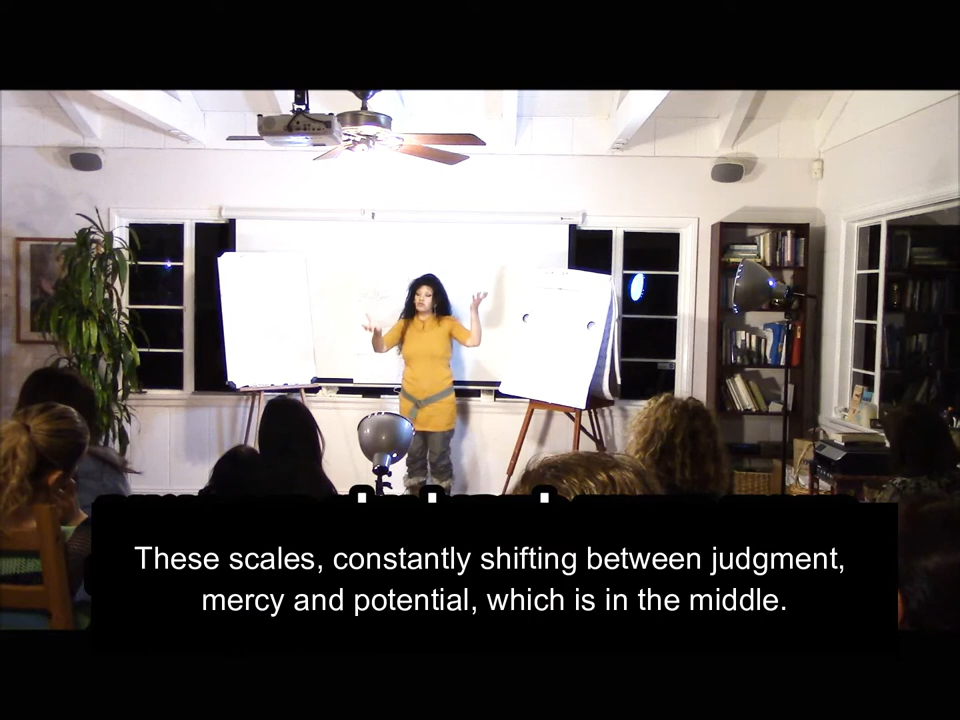 These scales, constantly shifting between judgment,
mercy and potential, which is in the middle.